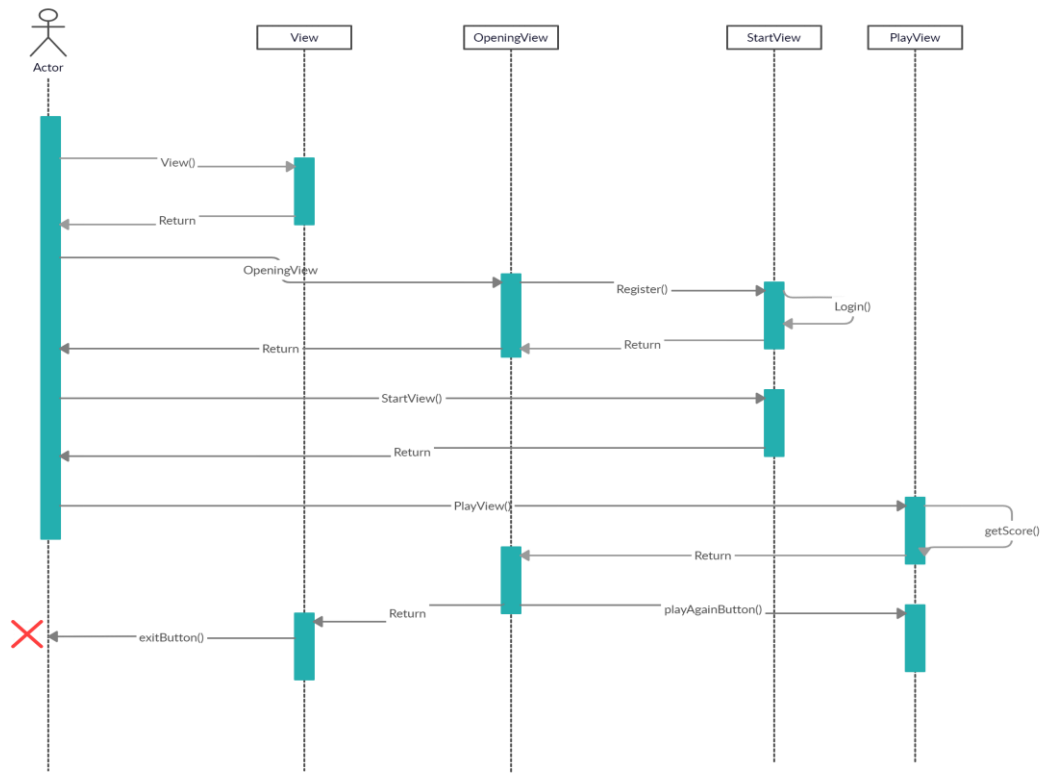 View
OpeningView
StartView
PlayView
Actor
View()
Return
OpeningView
Register()
Login()
Return
Return
StartView()
Return
PlayView()
getScore()
Return
playAgainButton()
Return
exitButton()